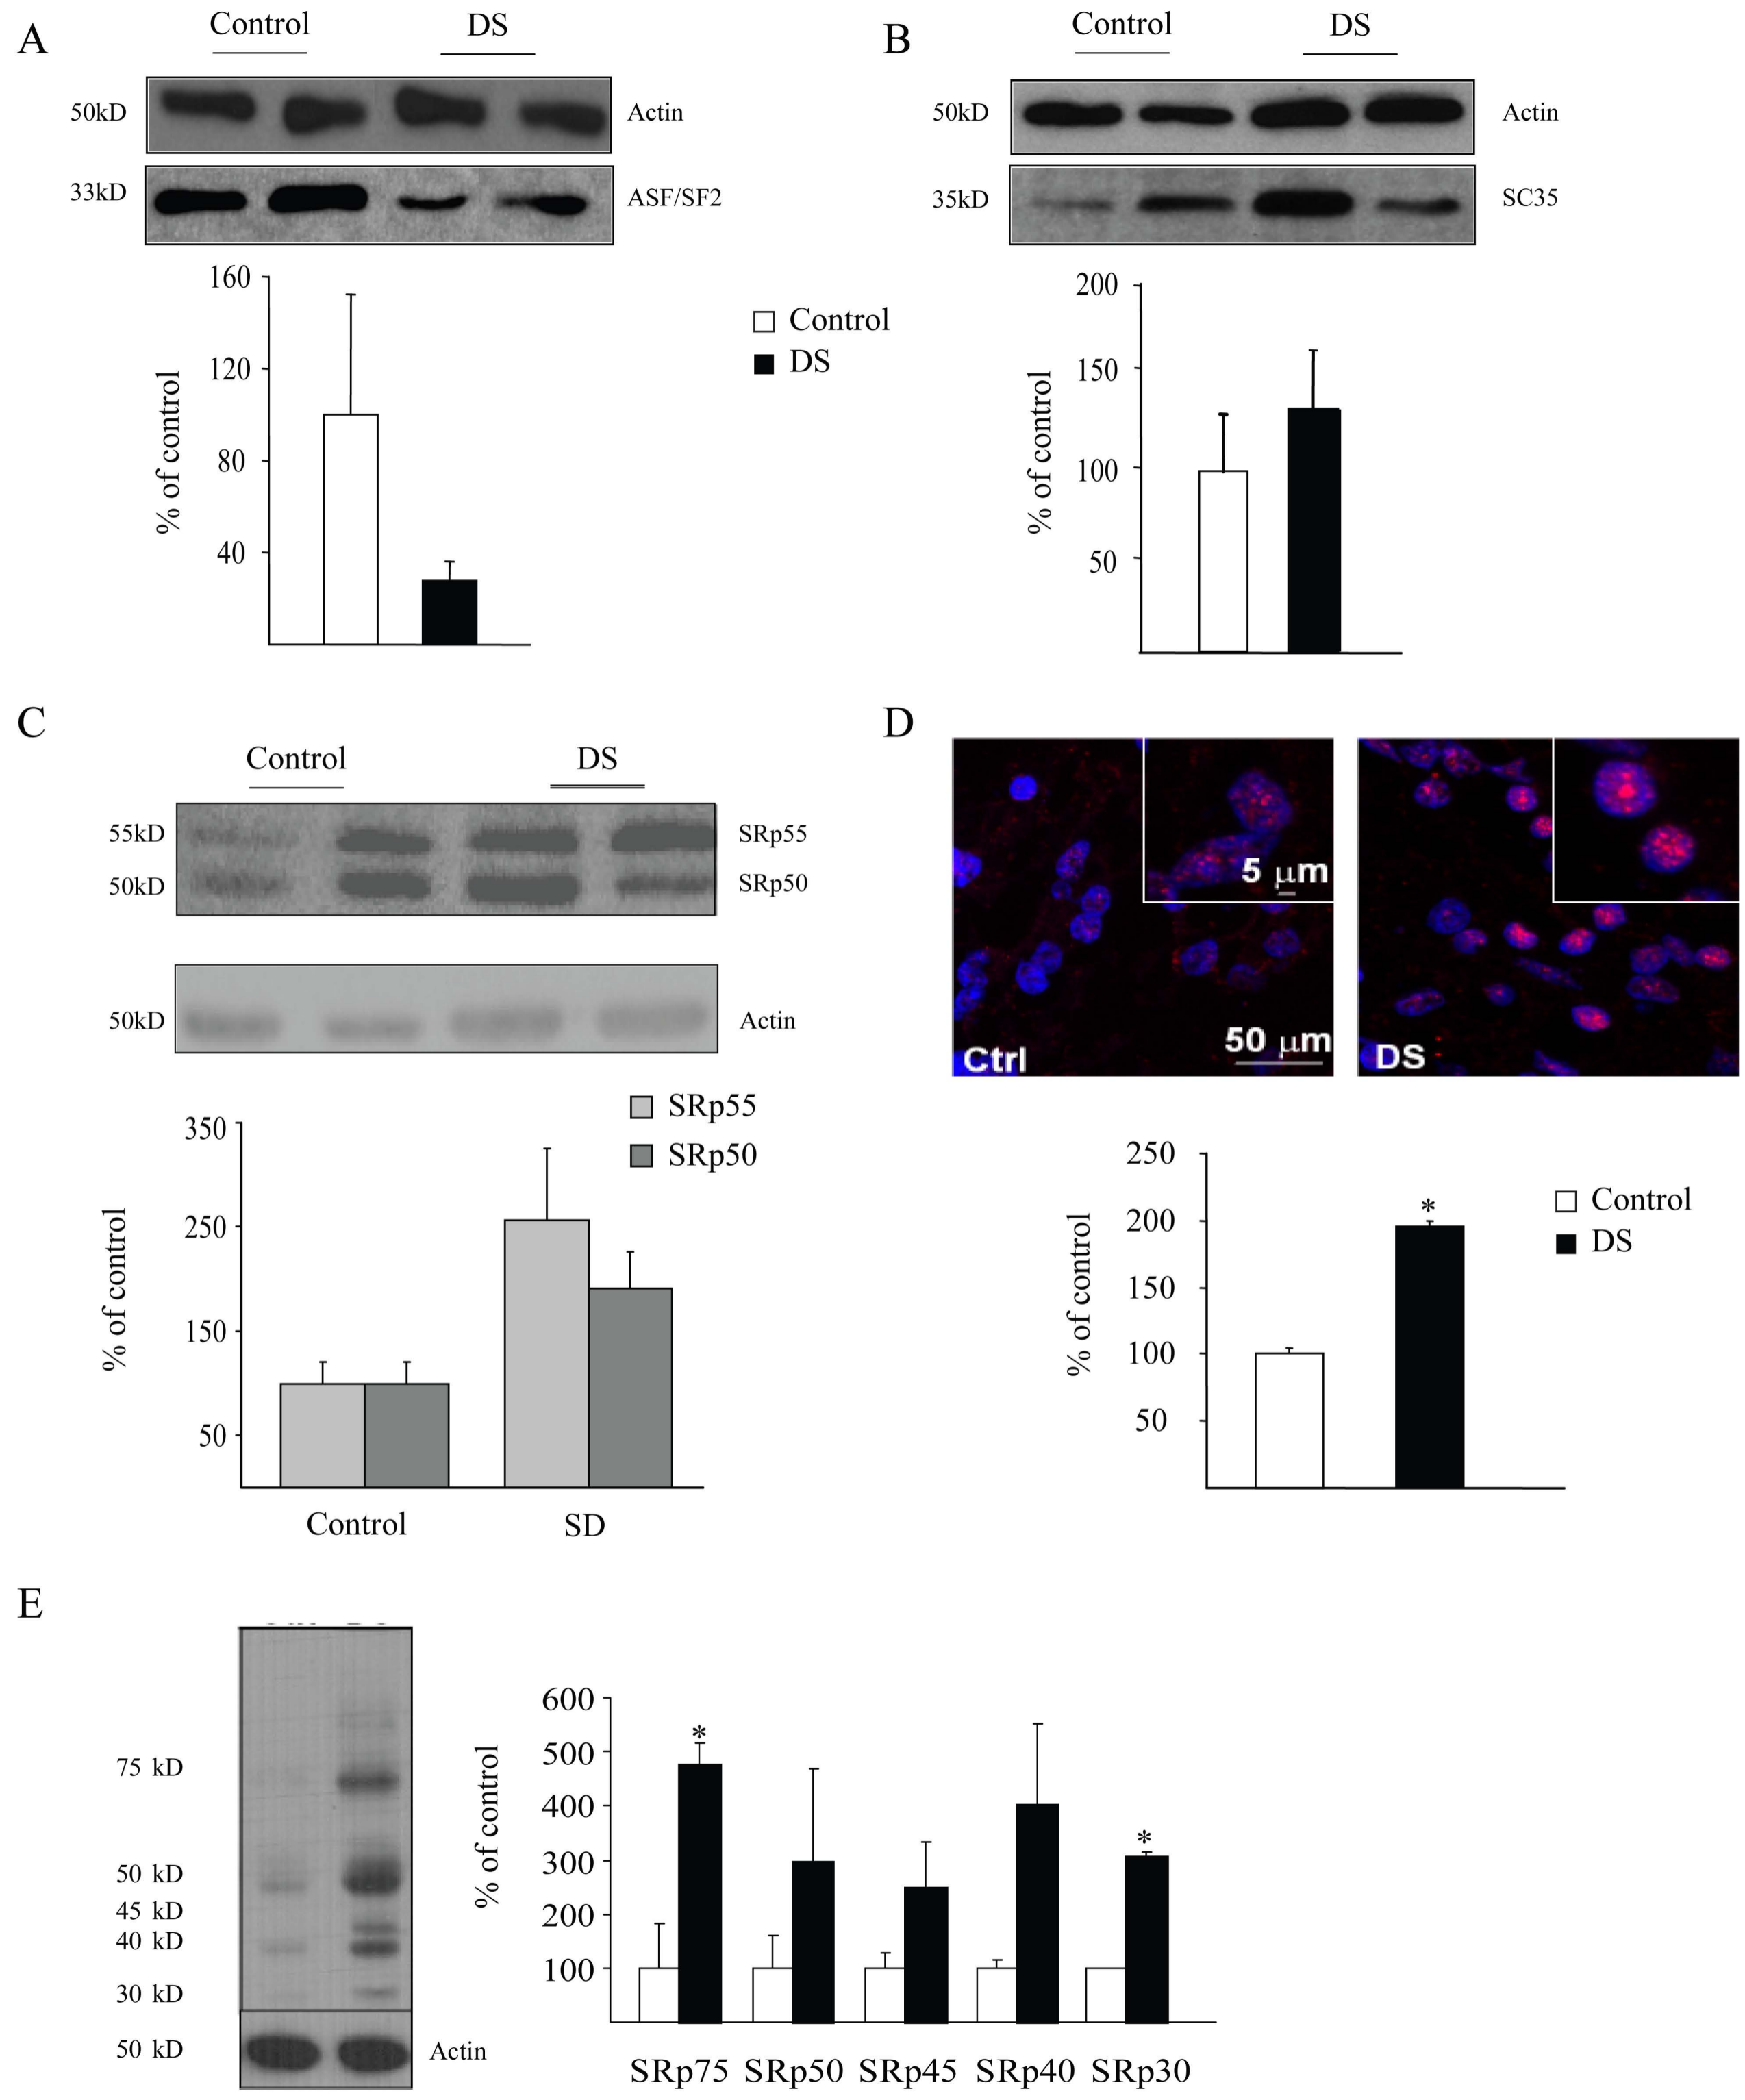 A
Control DS
50kD Actin
33kD ASF/SF2
160
120
80
40
% of control
Control
DS
B
Control DS
50kD Actin
35kD SC35
200
150
100
50
% of control
C
Control DS
55kD SRp55
50kD SRp50
50kD Actin
SRp55
SRp50
350
250
150
50
% of control
Control SD
D
5 μm
50 μm
Ctrl
DS
250
200
150
100
50
% of control
*
Control
DS
E
75 kD
50 kD
45 kD
40 kD
30 kD
50 kD Actin
600
500
400
300
200
100
% of control
*
*
SRp75 SRp50 SRp45 SRp40 SRp30